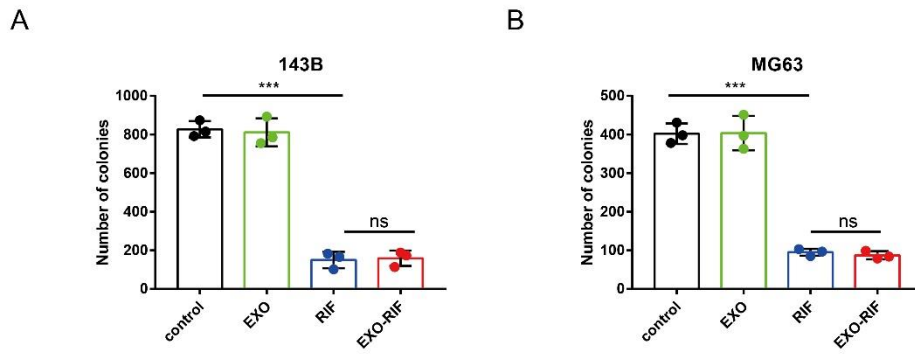 A
143B
Number of colonies
1000
800
600
400
200
0
***
ns
control
EXO
RIF
EXO-RIF
B
MG63
Number of colonies
500
400
300
200
100
0
***
ns
control
EXO
RIF
EXO-RIF